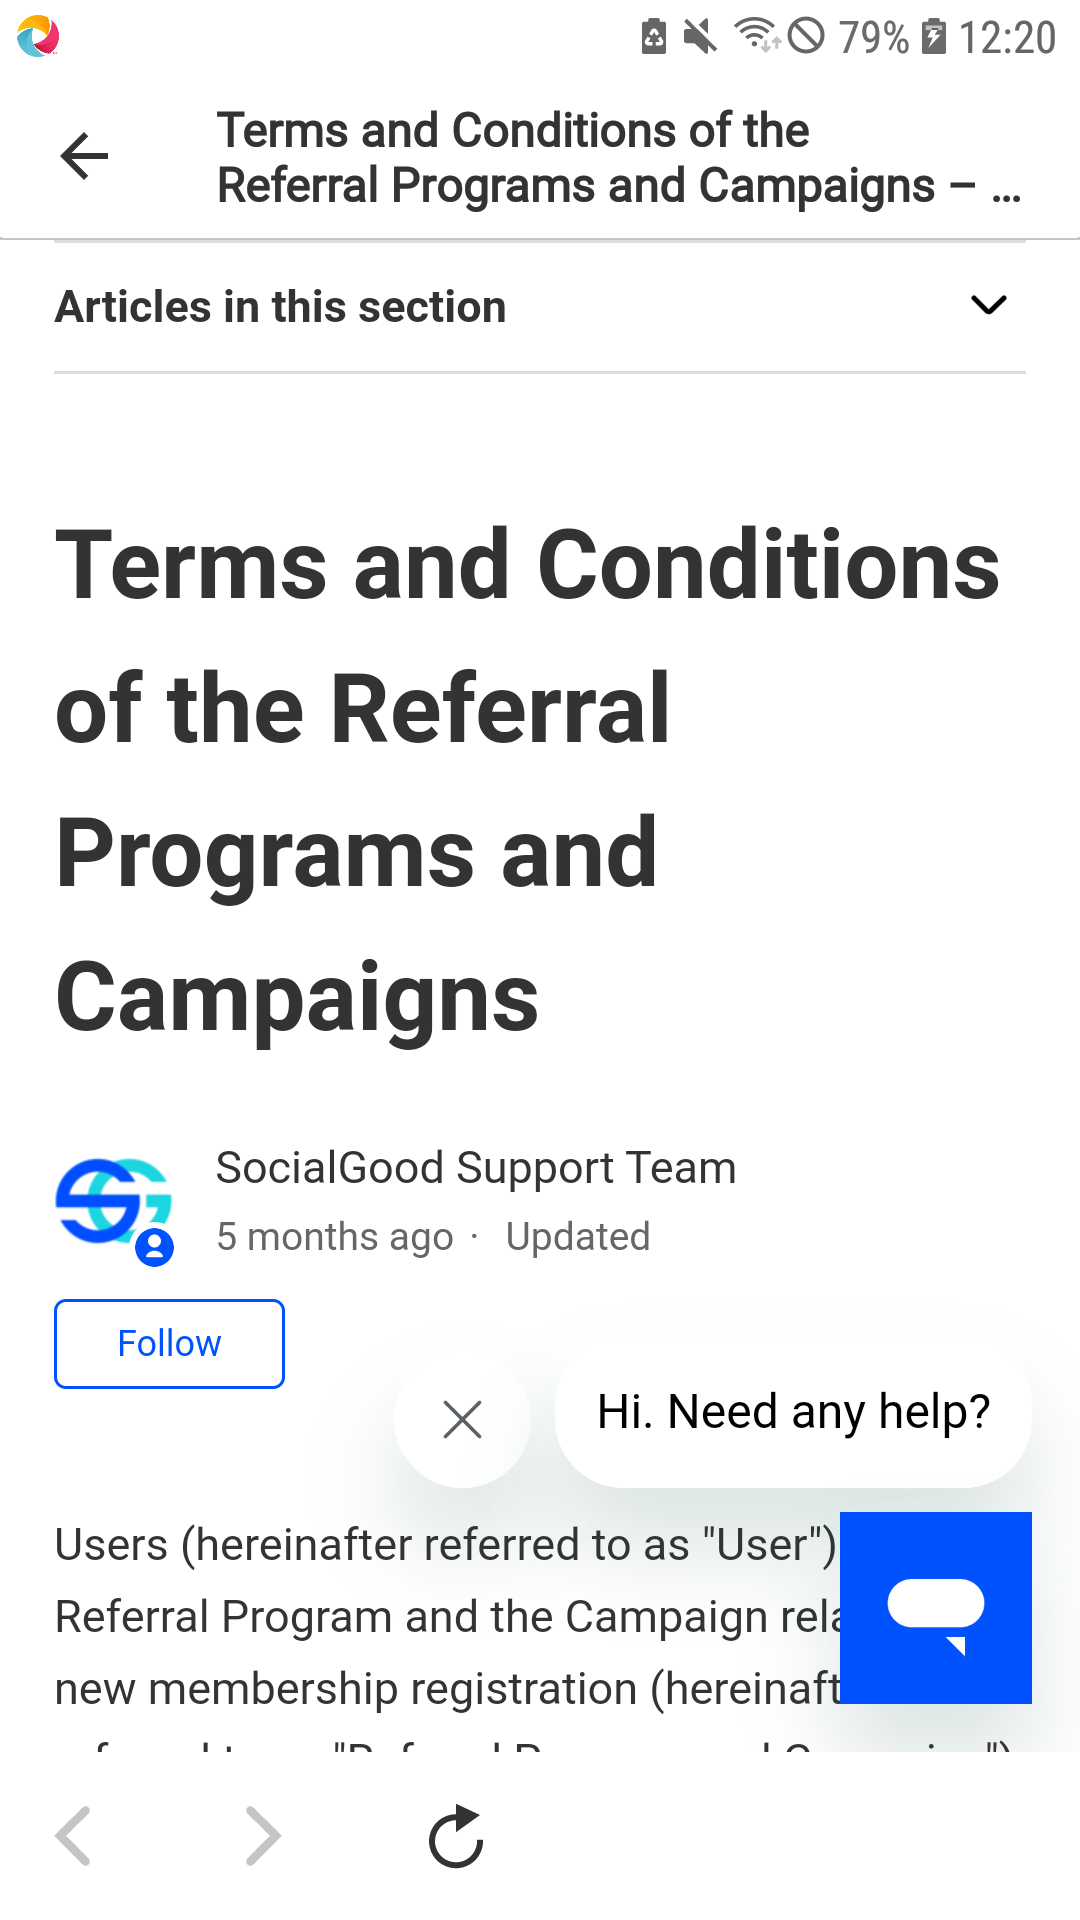 79% 12:20
Terms and Conditions of the
Referral Programs and Campaigns – ...
Articles in this section
Terms and Conditions
of the Referral
Programs and
Campaigns
SocialGood Support Team
5 months ago · Updated
Follow
Hi. Need any help?
Users (hereinafter referred to as "User")
Referral Program and the Campaign rela
new membership registration (hereinaft